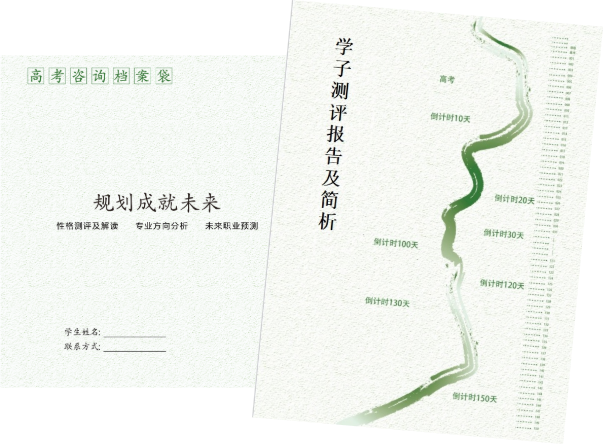 高考咨询档案袋
规划成就未来
性格测评及解读 专业方向分析 未来职业预测
学生姓名:
联系方式:
学子测评报告及简析
高考
倒计时10天
倒计时20天
倒计时30天
倒计时100天
倒计时120天
倒计时130天
倒计时150天